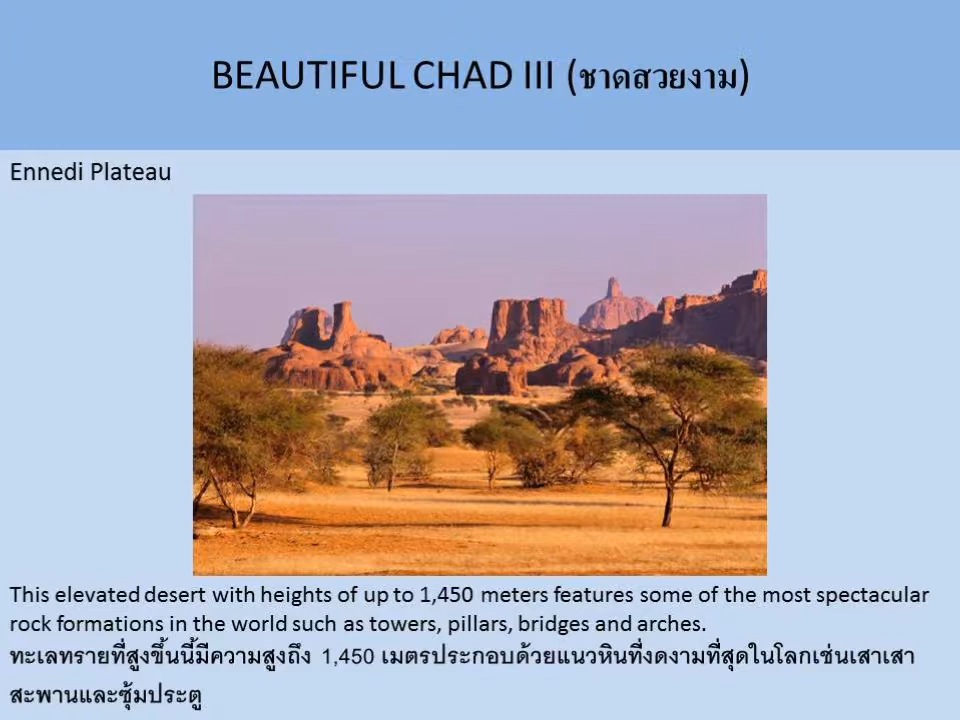 BEAUTIFUL CHAD III (ชาดสวยงาม)
Ennedi Plateau
This elevated desert with heights of up to 1,450 meters features some of the most spectacular
rock formations in the world such as towers, pillars, bridges and arches.
ทะเลทรายที่สูงขึ้นนี้มีความสูงถึง 1,450 เมตรประกอบด้วยแนวหินที่งดงามที่สุดในโลกเช่นเสาเสา
สะพานและซุ้มประตู